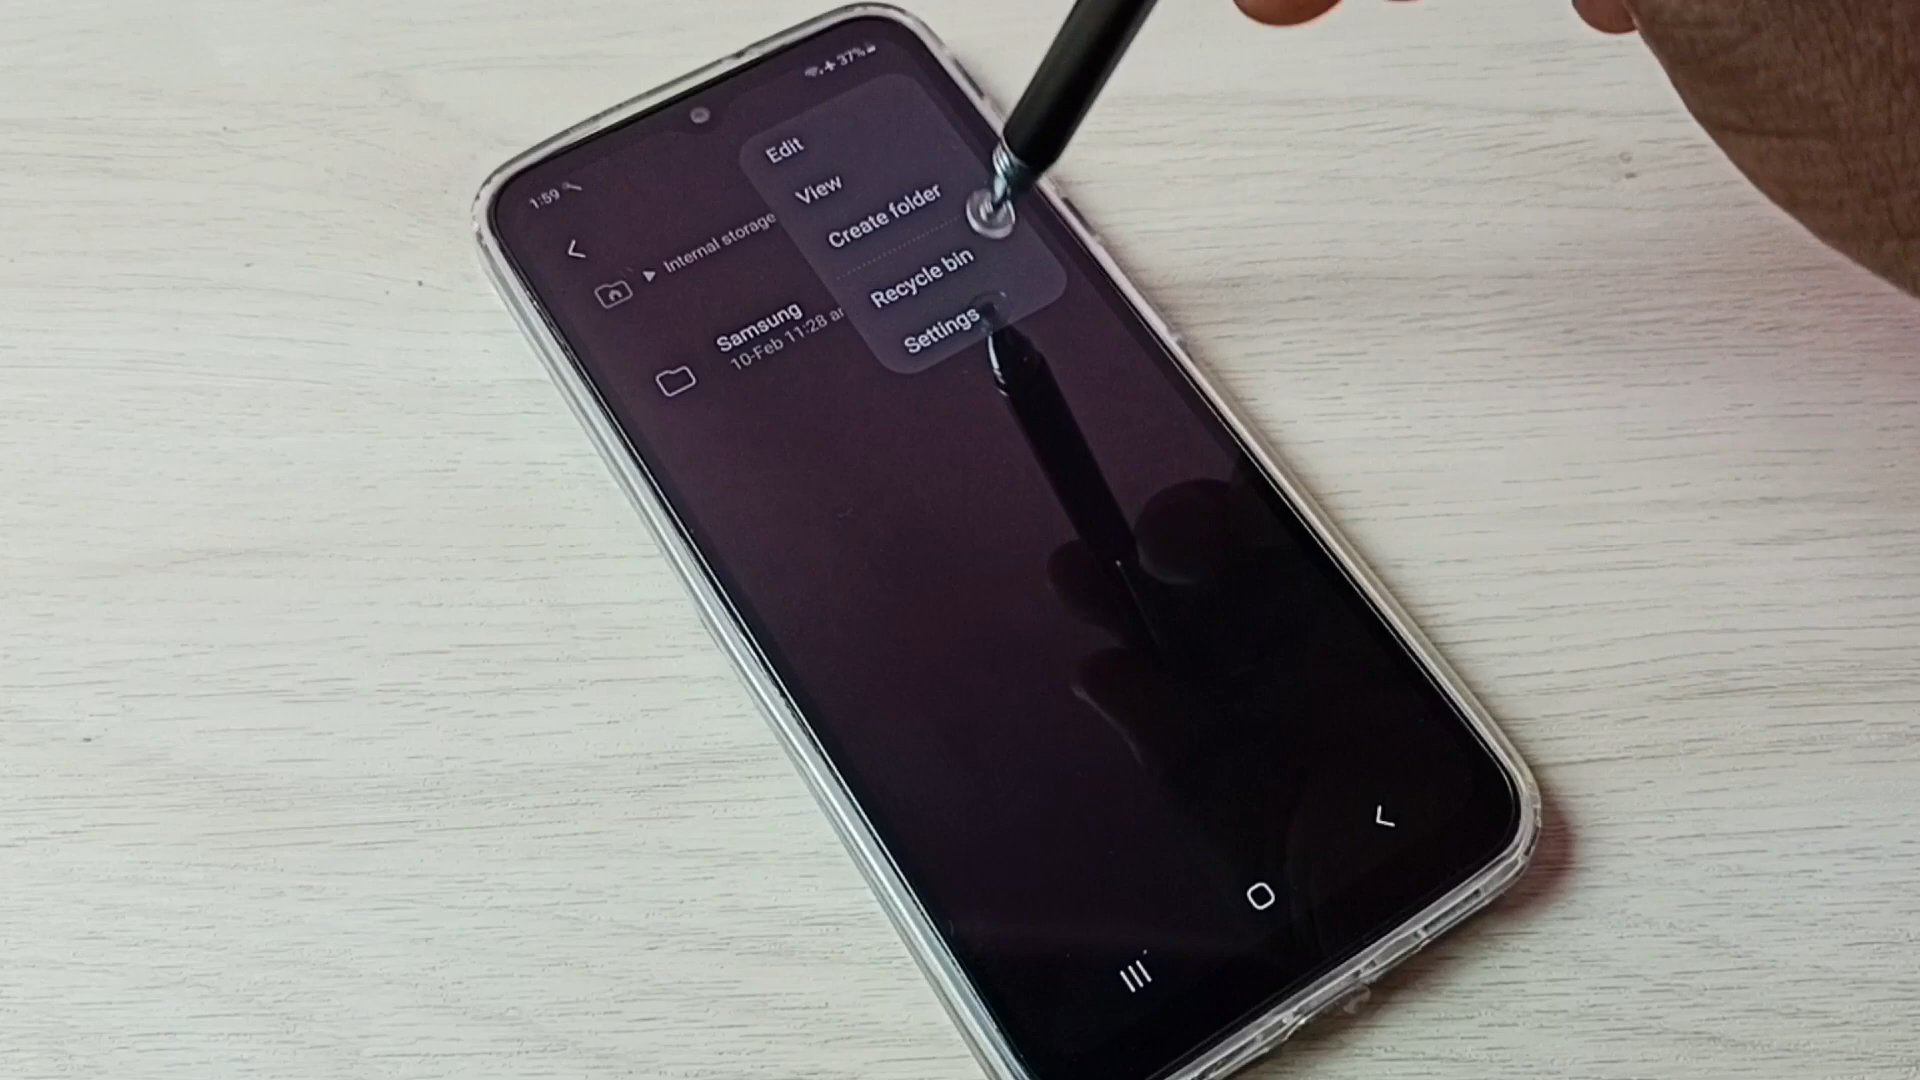 1:59
37%
Edit
View
Create folder
Recycle bin
Settings
Internal storage
Samsung
10-Feb 11:28